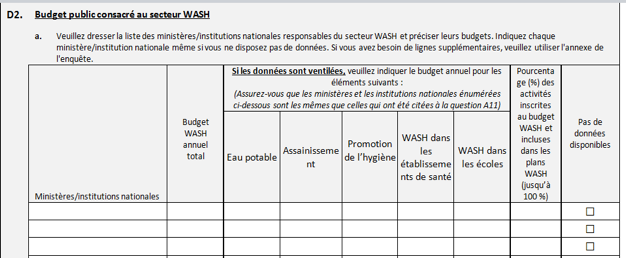 D2. Budget public consacré au secteur WASH
a. Veuillez dresser la liste des ministères/institutions nationales responsables du secteur WASH et préciser leurs budgets. Indiquez chaque
ministère/institution nationale même si vous ne disposez pas de données. Si vous avez besoin de lignes supplémentaires, veuillez utiliser l'annexe de
l'enquête.
Ministères/institutions nationales
Budget
WASH
annuel
total
Si les données sont ventilées, veuillez indiquer le budget annuel pour les
éléments suivants :
(Assurez-vous que les ministères et les institutions nationales énumérées
ci-dessous sont les mêmes que celles qui ont été citées à la question A11)
Eau potable
Assainisseme
nt
Promotion
de l'hygiène
WASH dans
les
établisseme
nts de santé
WASH dans
les écoles
Pourcenta
ge (%) des
activités
inscrites
au budget
WASH et
incluses
dans les
plans
WASH
(jusqu'à
100 %)
Pas de
données
disponibles
☐
☐
☐